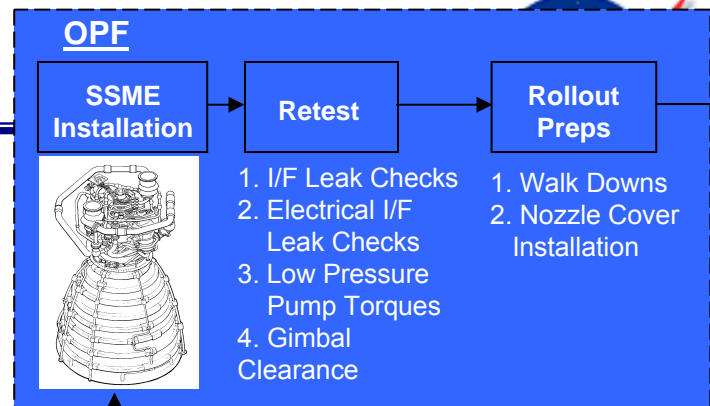 OPF
SSME
Installation
Retest
Rollout
Preps
1. I/F Leak Checks
2. Electrical I/F
Leak Checks
3. Low Pressure
Pump Torques
4. Gimbal
Clearance
1. Walk Downs
2. Nozzle Cover
Installation